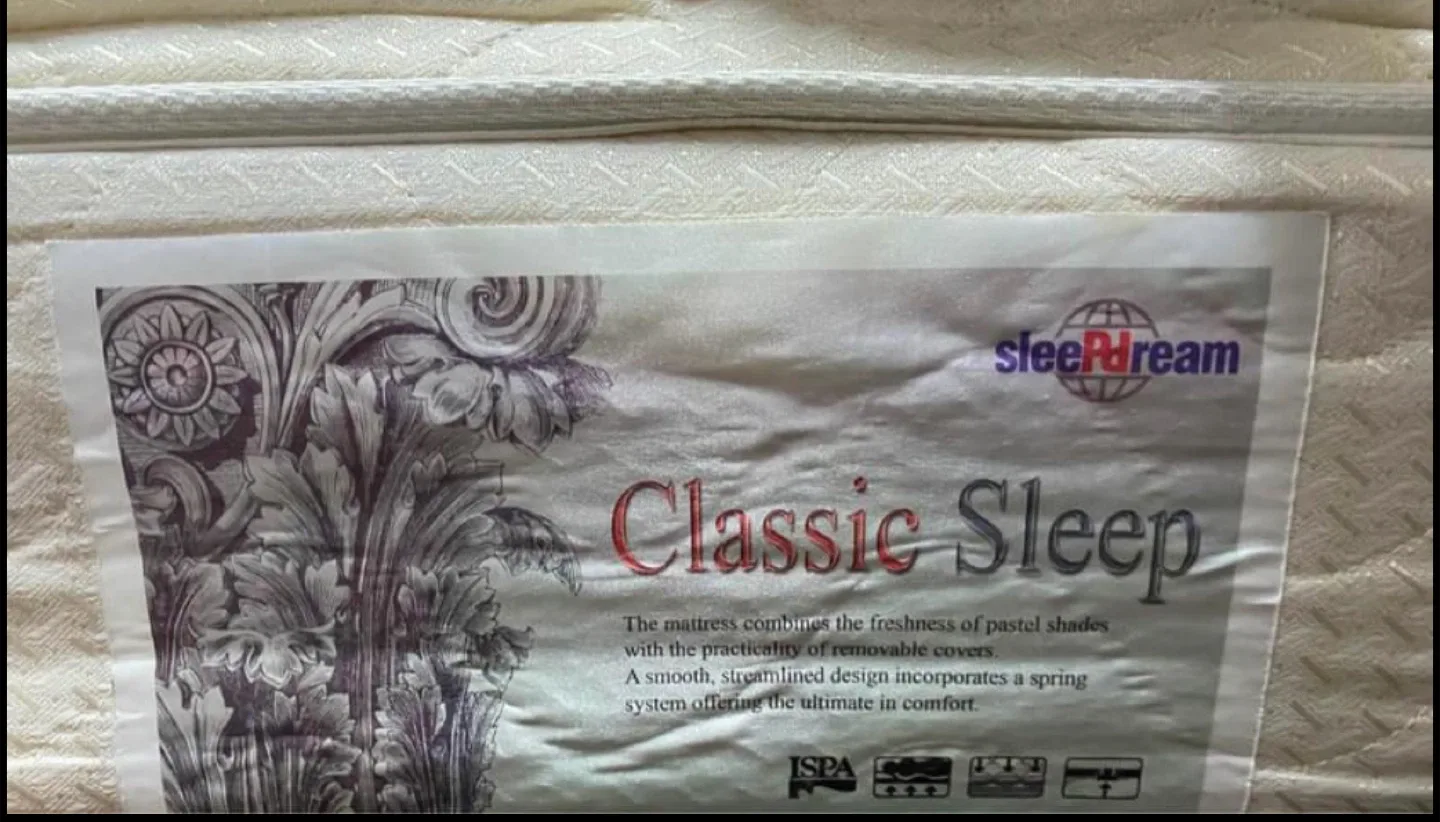 sleePdream
Classic Sleep
The mattress combines the freshness of pastel shades
with the practicality of removable covers.
A smooth, streamlined design incorporates a spring
system offering the ultimate in comfort.
ISPA